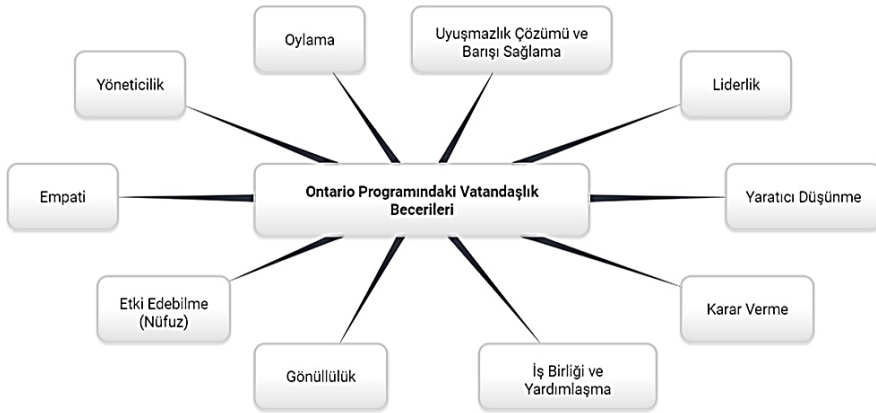 Oylama
Uyuşmazlık Çözümü ve
Barışı Sağlama
Yöneticilik
Liderlik
Empati
Ontario Programındaki Vatandaşlık
Becerileri
Yaratıcı Düşünme
Etki Edebilme
(Nüfuz)
Karar Verme
Gönüllülük
İş Birliği ve
Yardımlaşma